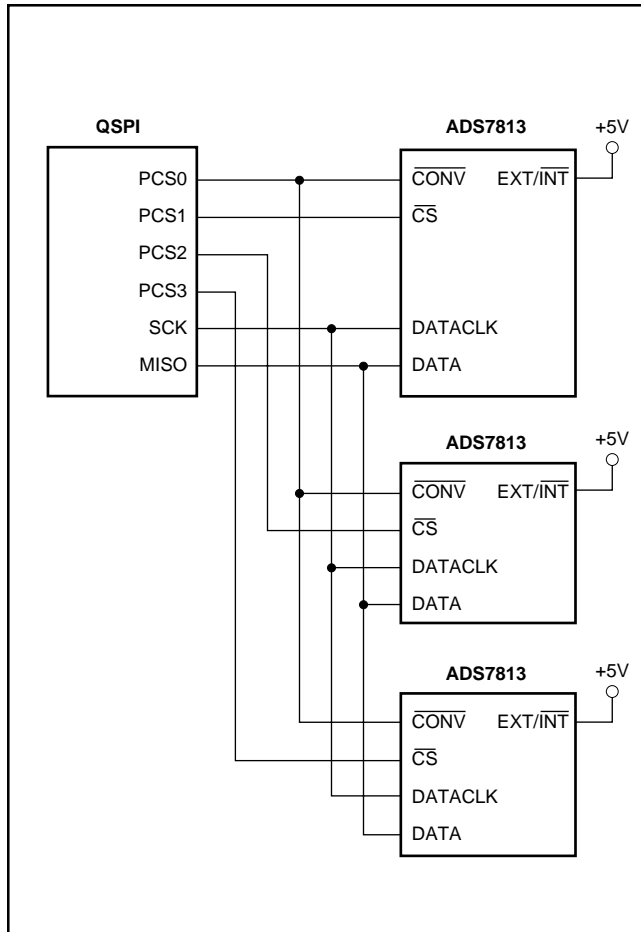 QSPI
PCS0
PCS1
PCS2
PCS3
SCK
MISO
ADS7813
+5V
CONV EXT/INT
CS
DATACLK
DATA
ADS7813
+5V
CONV EXT/INT
CS
DATACLK
DATA
ADS7813
+5V
CONV EXT/INT
CS
DATACLK
DATA